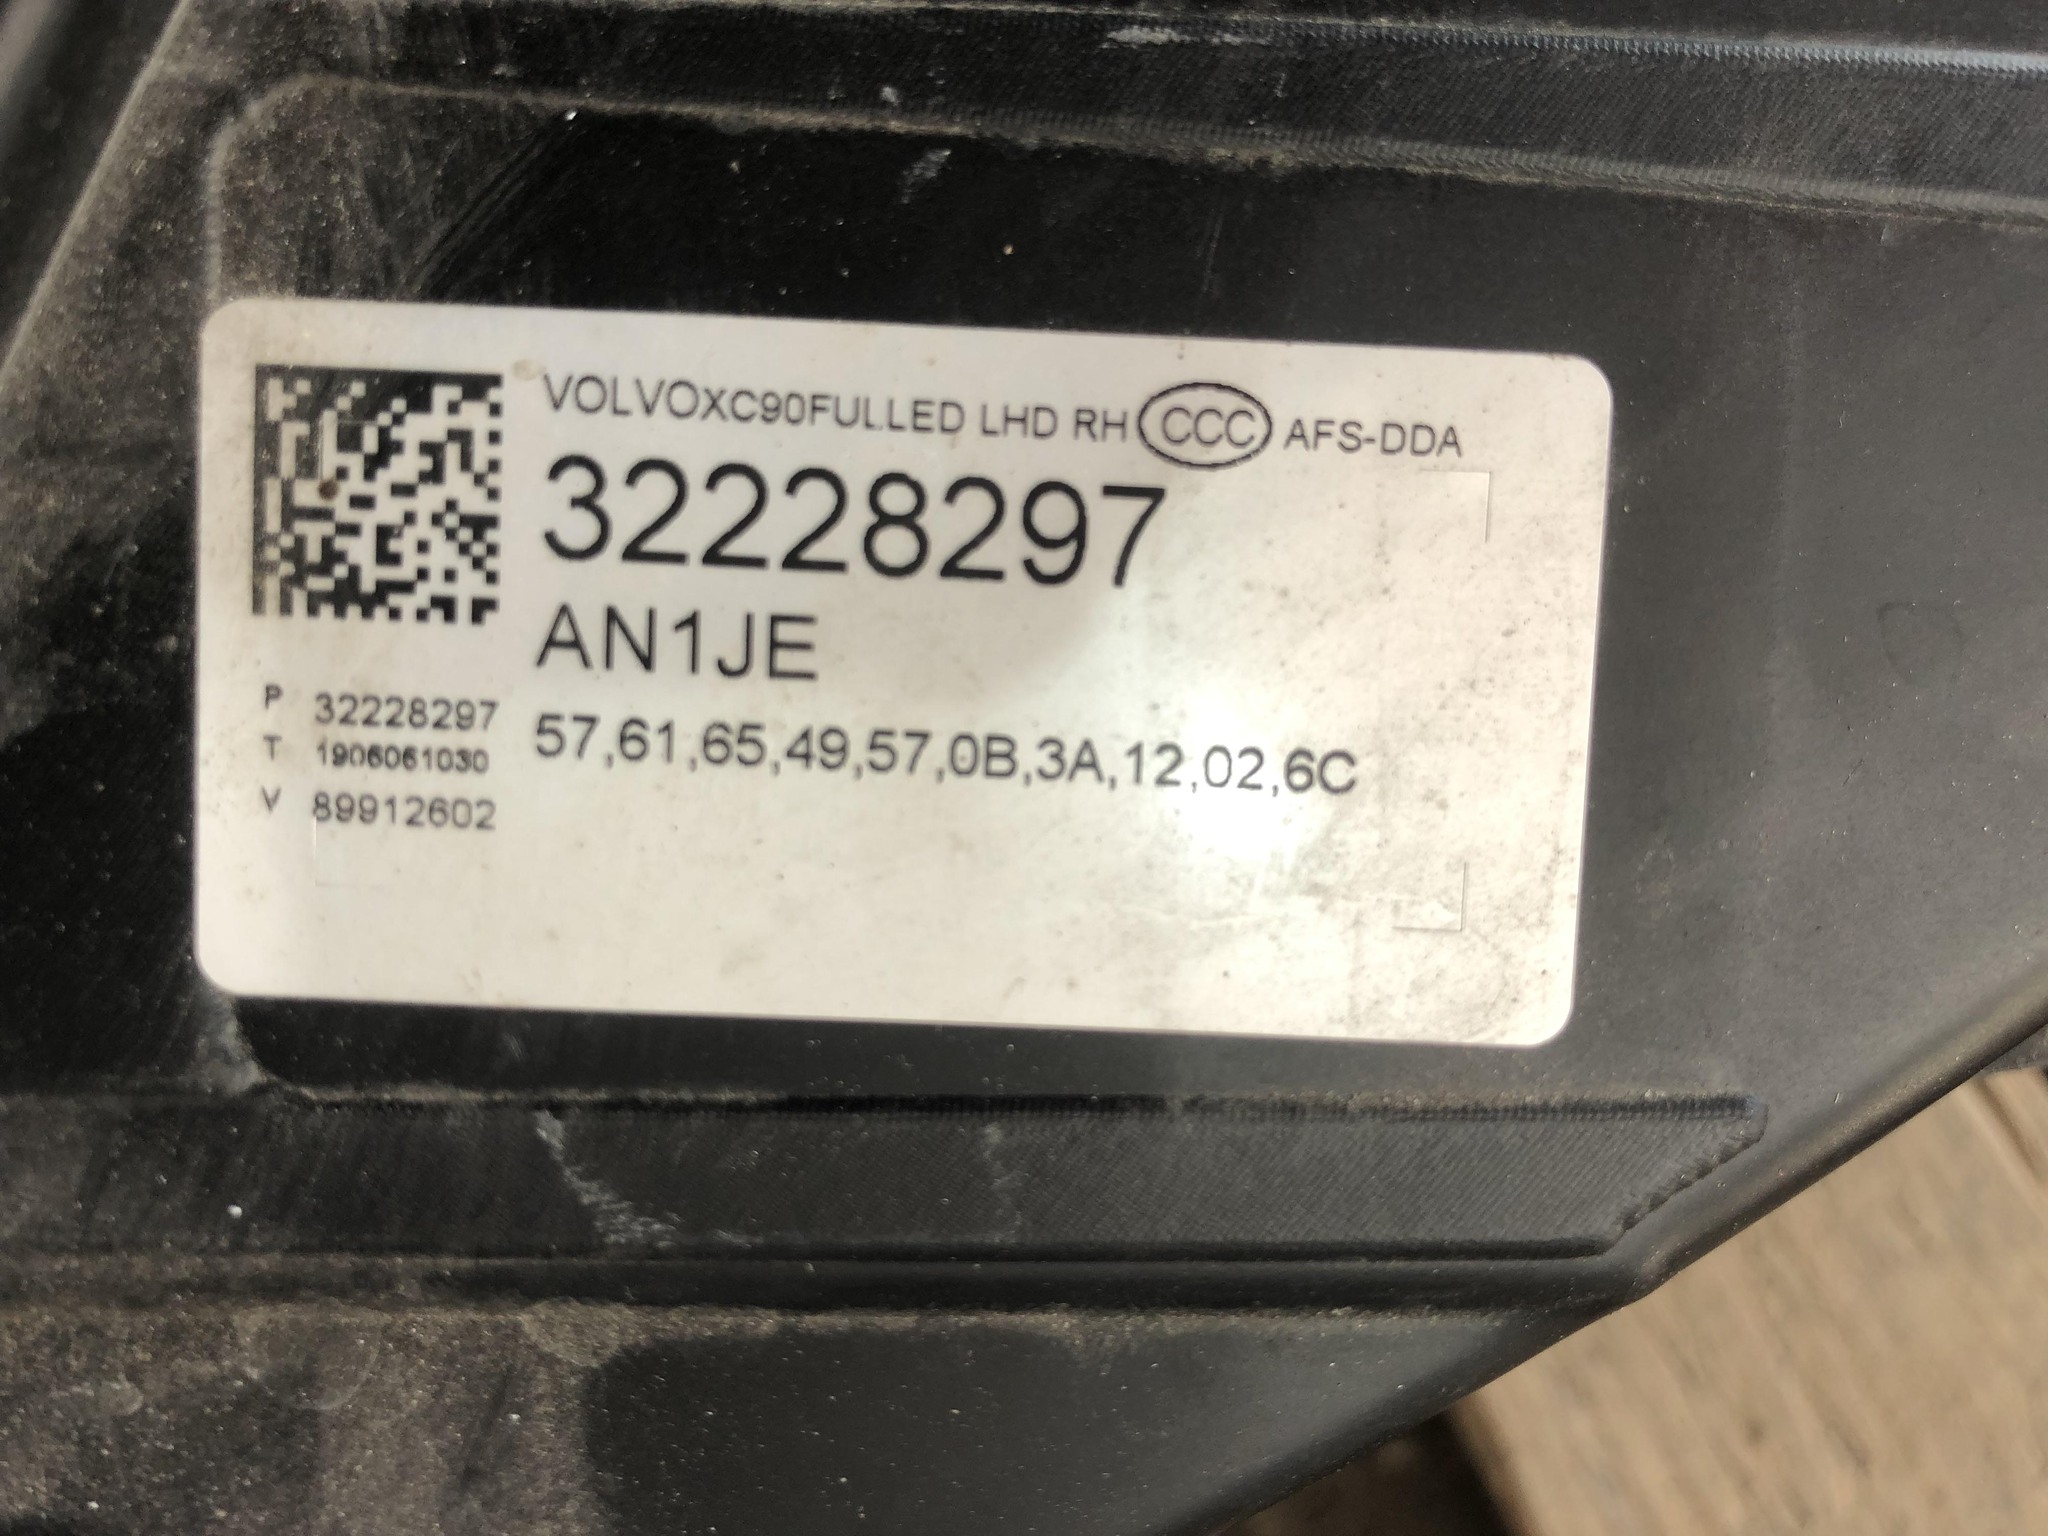 VOLVOXC90FULLED LHD RH CCC AFS-DDA
32228297
AN1JE
57,61,65,49,57,0B,3A,12,02,6C
P 32228297
T 1906061030
V 89912602